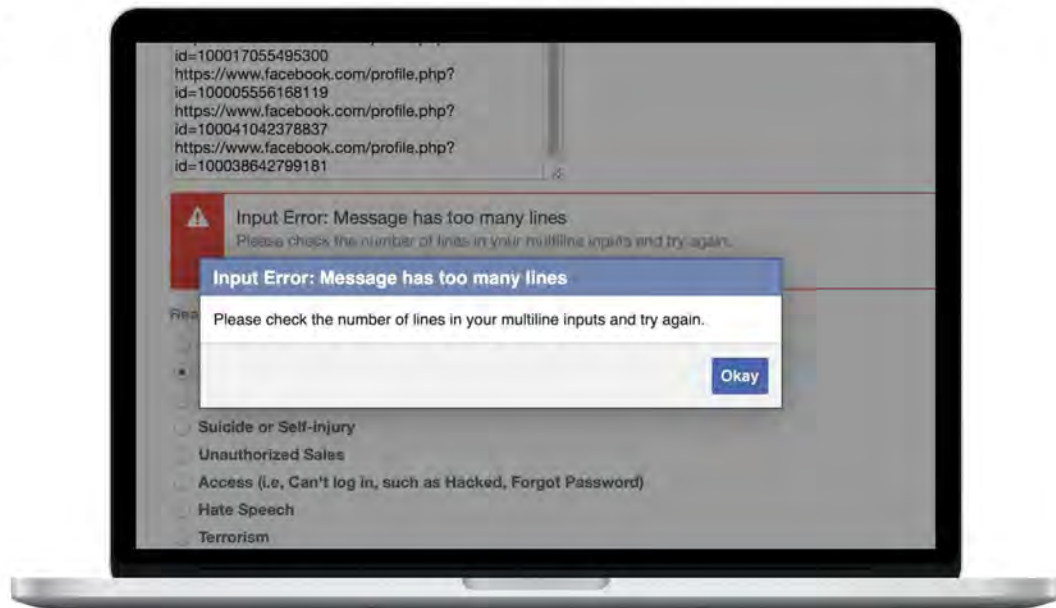 id=100017055495300
https://www.facebook.com/profile.php?
id=100005556168119
https://www.facebook.com/profile.php?
id=100041042378837
https://www.facebook.com/profile.php?
id=100038642799181
Input Error: Message has too many lines
Please check the number of lines in your multiline inputs and try again.
Input Error: Message has too many lines
Please check the number of lines in your multiline inputs and try again.
Okay
Suicide or Self-injury
Unauthorized Sales
Access (i.e, Can't log in, such as Hacked, Forgot Password)
Hate Speech
Terrorism